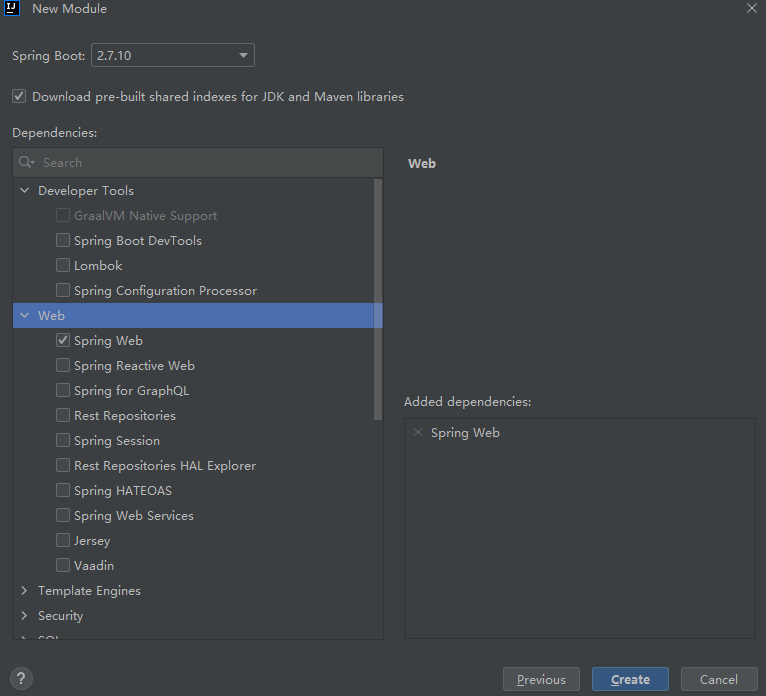 IJ
New Module
Spring Boot: 2.7.10
Download pre-built shared indexes for JDK and Maven libraries
Dependencies:
Search
Developer Tools
GraalVM Native Support
Spring Boot DevTools
Lombok
Spring Configuration Processor
Web
Spring Web
Spring Reactive Web
Spring for GraphQL
Rest Repositories
Spring Session
Rest Repositories HAL Explorer
Spring HATEOAS
Spring Web Services
Jersey
Vaadin
Template Engines
Security
SQL
Web
Added dependencies:
Spring Web
?
Previous
Create
Cancel